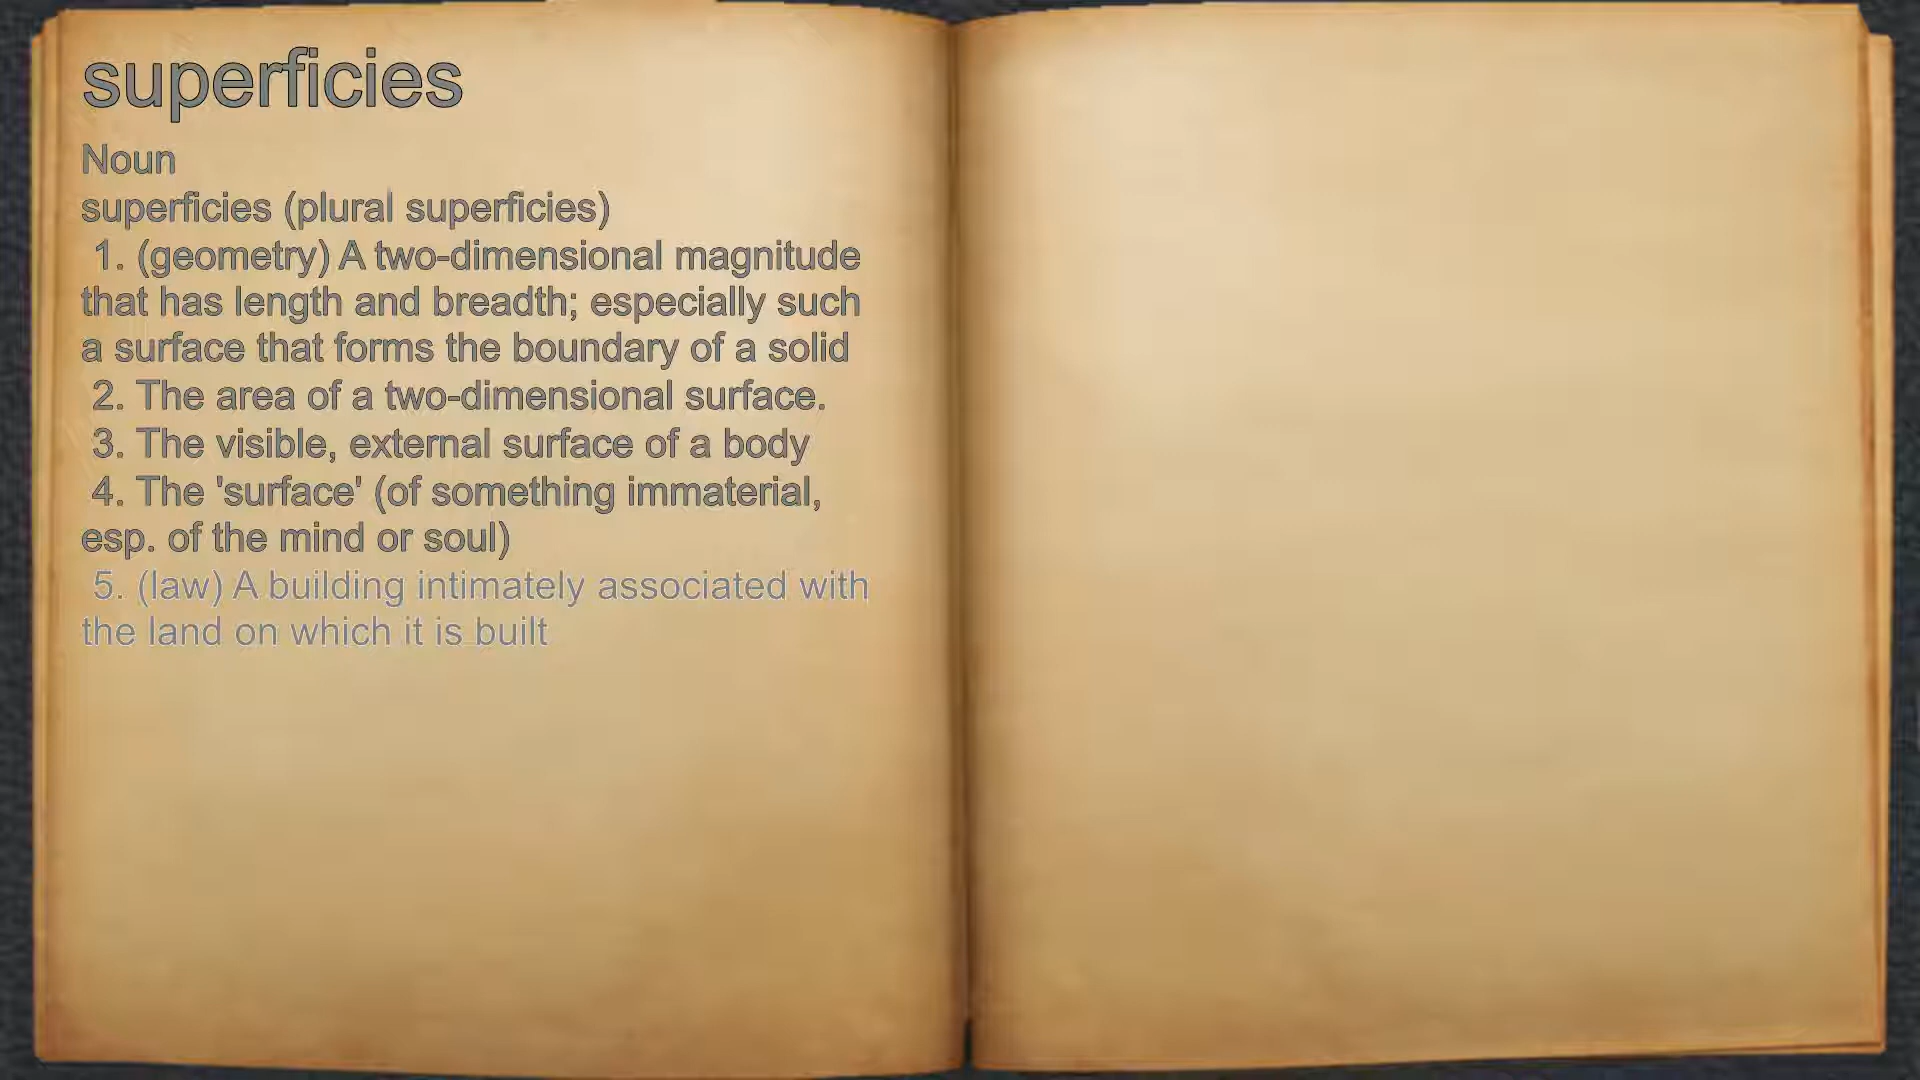 superficies
Noun
superficies (plural superficies)
1. (geometry) A two-dimensional magnitude
that has length and breadth; especially such
a surface that forms the boundary of a solid
2. The area of a two-dimensional surface.
3. The visible, external surface of a body
4. The 'surface' (of something immaterial,
esp. of the mind or soul)
5. (law) A building intimately associated with
the land on which it is built